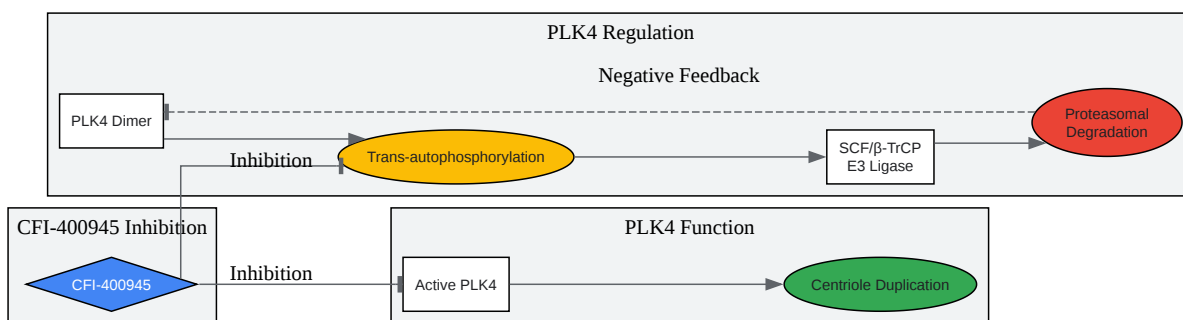 PLK4 Regulation
Negative Feedback
PLK4 Dimer
Proteasomal
Degradation
Inhibition
Trans-autophosphorylation
SCF/β-TrCP
E3 Ligase
CFI-400945 Inhibition
PLK4 Function
CFI-400945
Inhibition
Active PLK4
Centriole Duplication